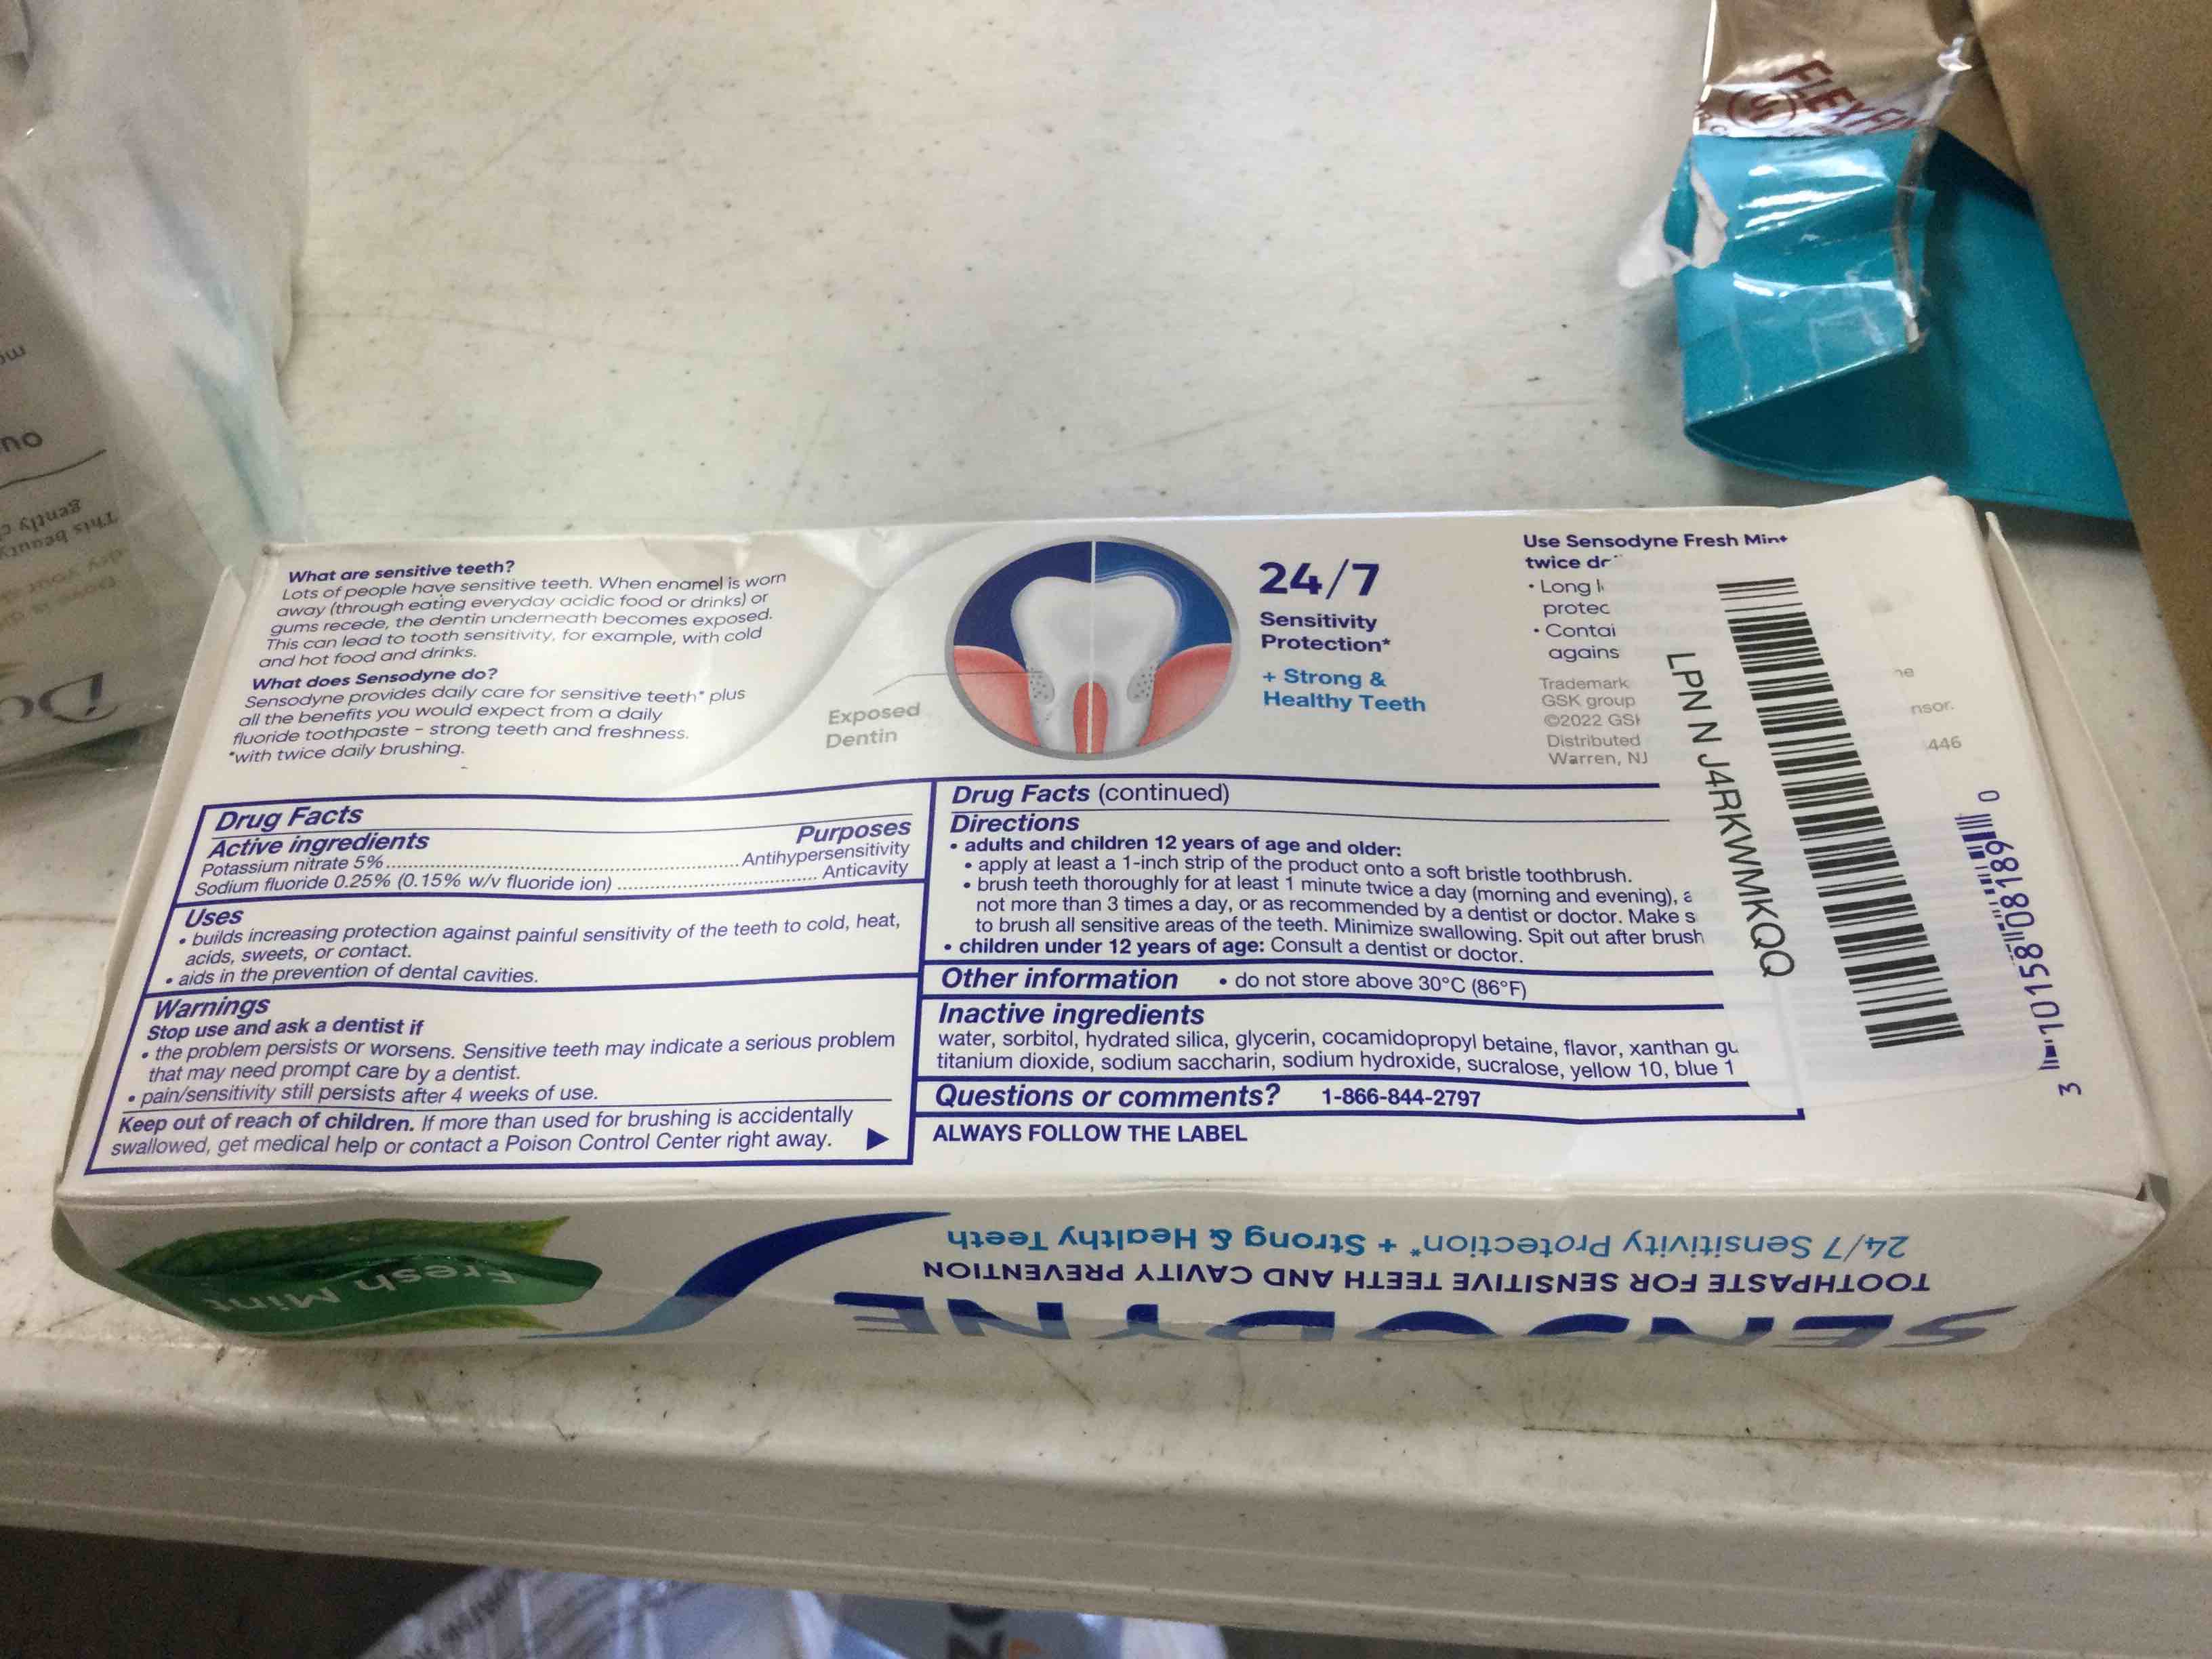 FLEX FI
What are sensitive teeth?
Lots of people have sensitive teeth. When enamel is worn
away (through eating everyday acidic food or drinks) or
gums recede, the dentin underneath becomes exposed.
This can lead to tooth sensitivity, for example, with cold
and hot food and drinks.
What does Sensodyne do?
Sensodyne provides daily care for sensitive teeth* plus
all the benefits you would expect from a daily
fluoride toothpaste – strong teeth and freshness.
*with twice daily brushing.
Exposed
Dentin
24/7
Sensitivity
Protection*
+ Strong &
Healthy Teeth
Use Sensodyne Fresh Mint
twice
• Long
protec
• Contai
agains
Trademark
GSK group
©2022 GSK
Distributed
Warren, NJ
nsor.
446
LPN N J4RKWMKQQ
3 10158 08189 0
Drug Facts
Active ingredients Purposes
Potassium nitrate 5%.......... Antihypersensitivity
Sodium fluoride 0.25% (0.15% w/v fluoride ion) .......... Anticavity
Uses
• builds increasing protection against painful sensitivity of the teeth to cold, heat,
acids, sweets, or contact.
• aids in the prevention of dental cavities.
Warnings
Stop use and ask a dentist if
• the problem persists or worsens. Sensitive teeth may indicate a serious problem
that may need prompt care by a dentist.
• pain/sensitivity still persists after 4 weeks of use.
Keep out of reach of children. If more than used for brushing is accidentally
swallowed, get medical help or contact a Poison Control Center right away.
Drug Facts (continued)
Directions
• adults and children 12 years of age and older:
• apply at least a 1-inch strip of the product onto a soft bristle toothbrush.
• brush teeth thoroughly for at least 1 minute twice a day (morning and evening), a
not more than 3 times a day, or as recommended by a dentist or doctor. Make s
to brush all sensitive areas of the teeth. Minimize swallowing. Spit out after brush
• children under 12 years of age: Consult a dentist or doctor.
Other information • do not store above 30°C (86°F)
Inactive ingredients
water, sorbitol, hydrated silica, glycerin, cocamidopropyl betaine, flavor, xanthan gu
titanium dioxide, sodium saccharin, sodium hydroxide, sucralose, yellow 10, blue 1
Questions or comments? 1-866-844-2797
ALWAYS FOLLOW THE LABEL
SENSODYNE
TOOTHPASTE FOR SENSITIVE TEETH AND CAVITY PREVENTION
24/7 Sensitivity Protection* + Strong & Healthy Teeth
Fresh Mint